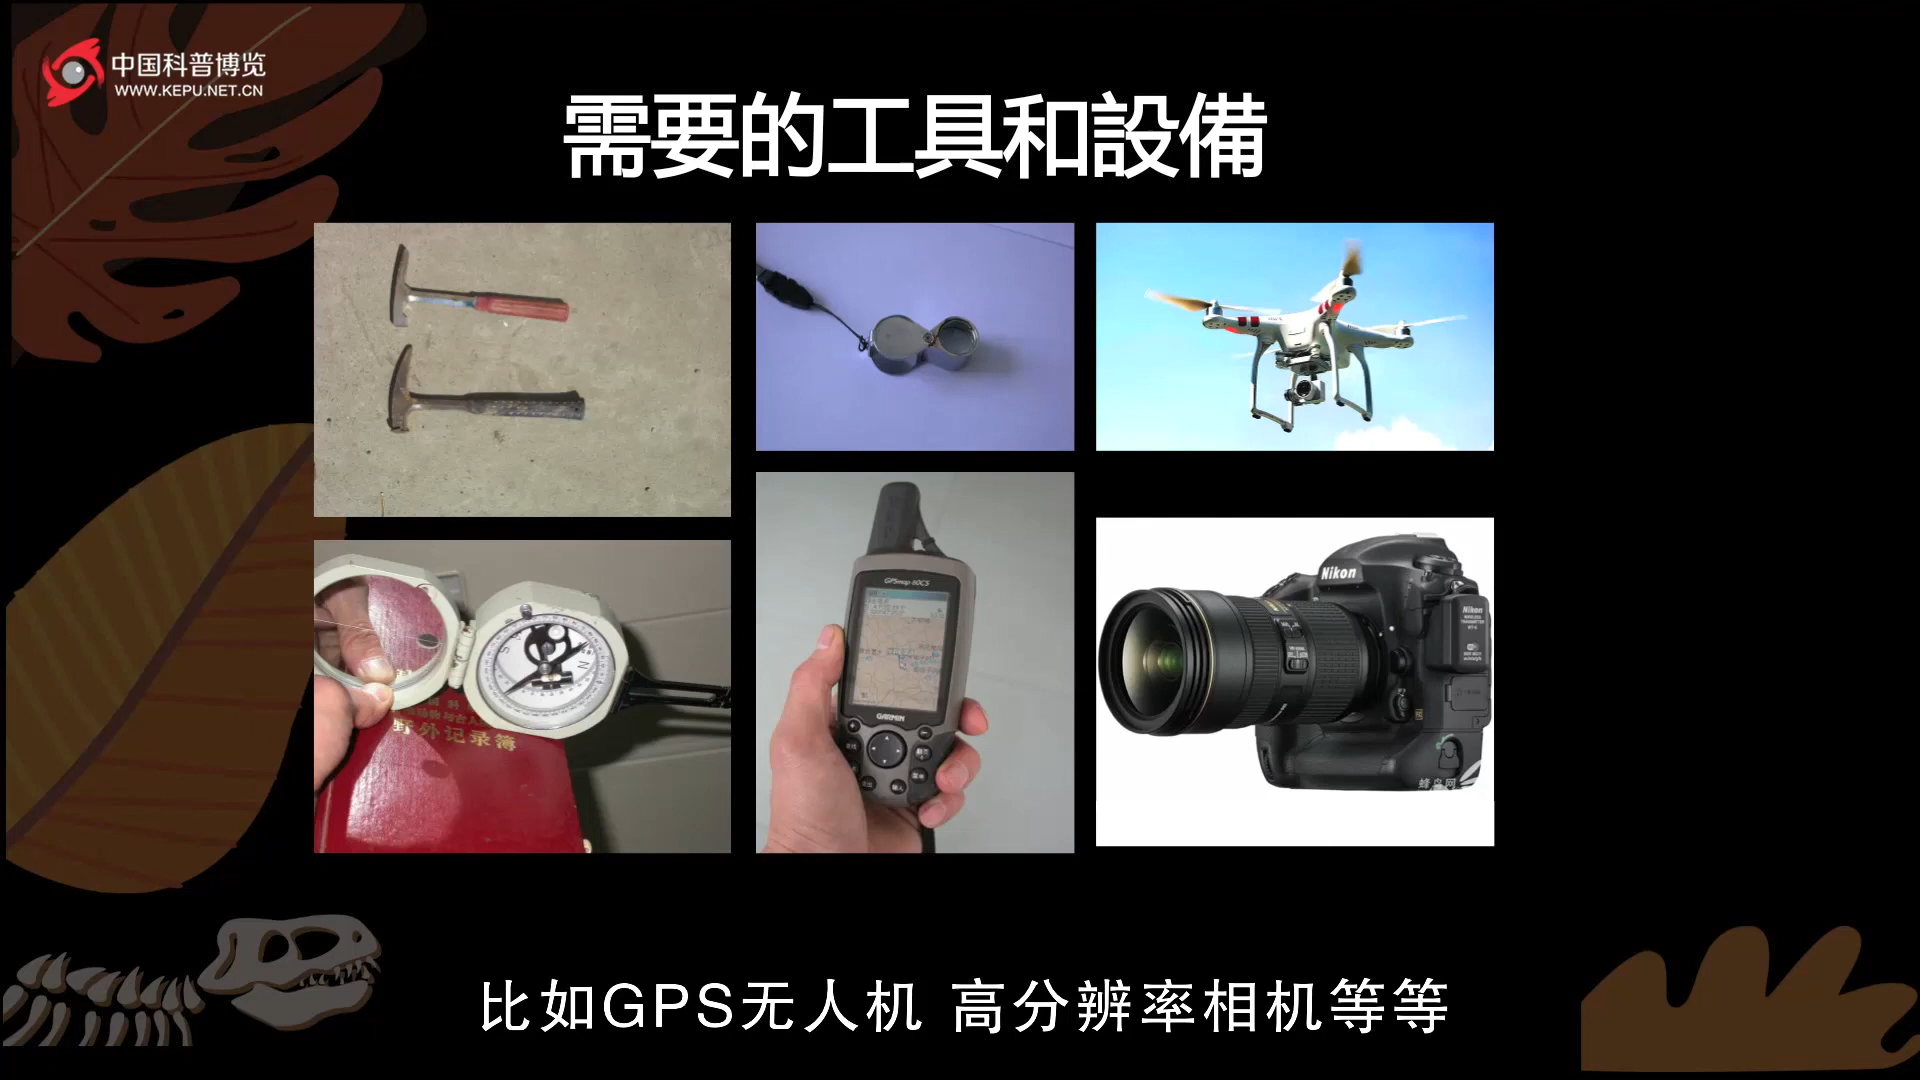 中国科普博览
WWW.KEPU.NET.CN
需要的工具和設備
GPSmap 60CS
GARMIN
Nikon
Nikon
野外记录簿
蜂鸟网
比如GPS无人机 高分辨率相机等等